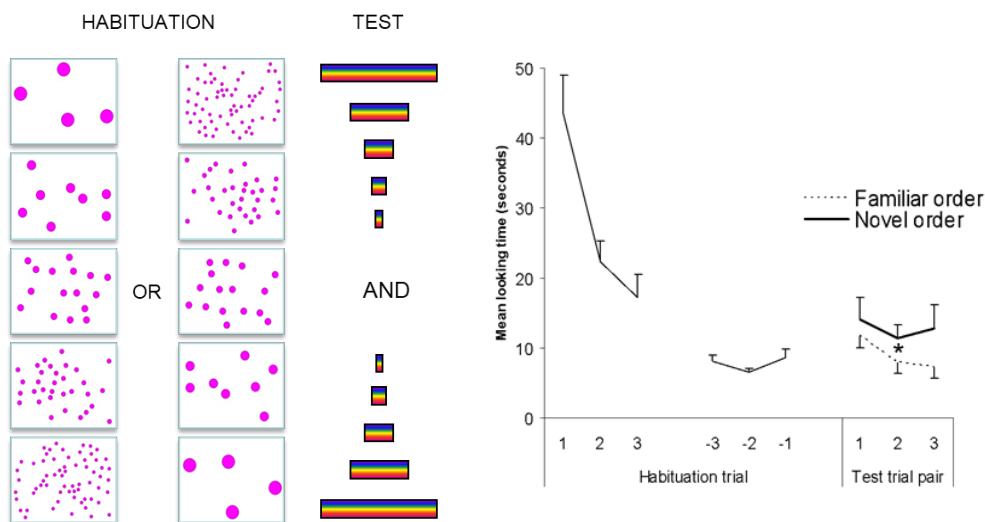 HABITUATION
TEST
OR
AND
Mean looking time (seconds)
50
40
30
20
10
0
Familiar order
Novel order
*
1 2 3 -3 -2 -1 1 2 3
Habituation trial
Test trial pair